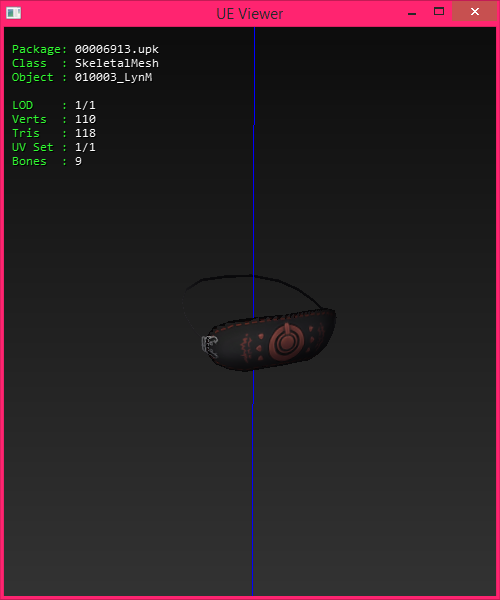 UE Viewer
Package: 00006913.upk
Class : SkeletalMesh
Object : 010003_LynM
LOD : 1/1
Verts : 110
Tris : 118
UV Set : 1/1
Bones : 9